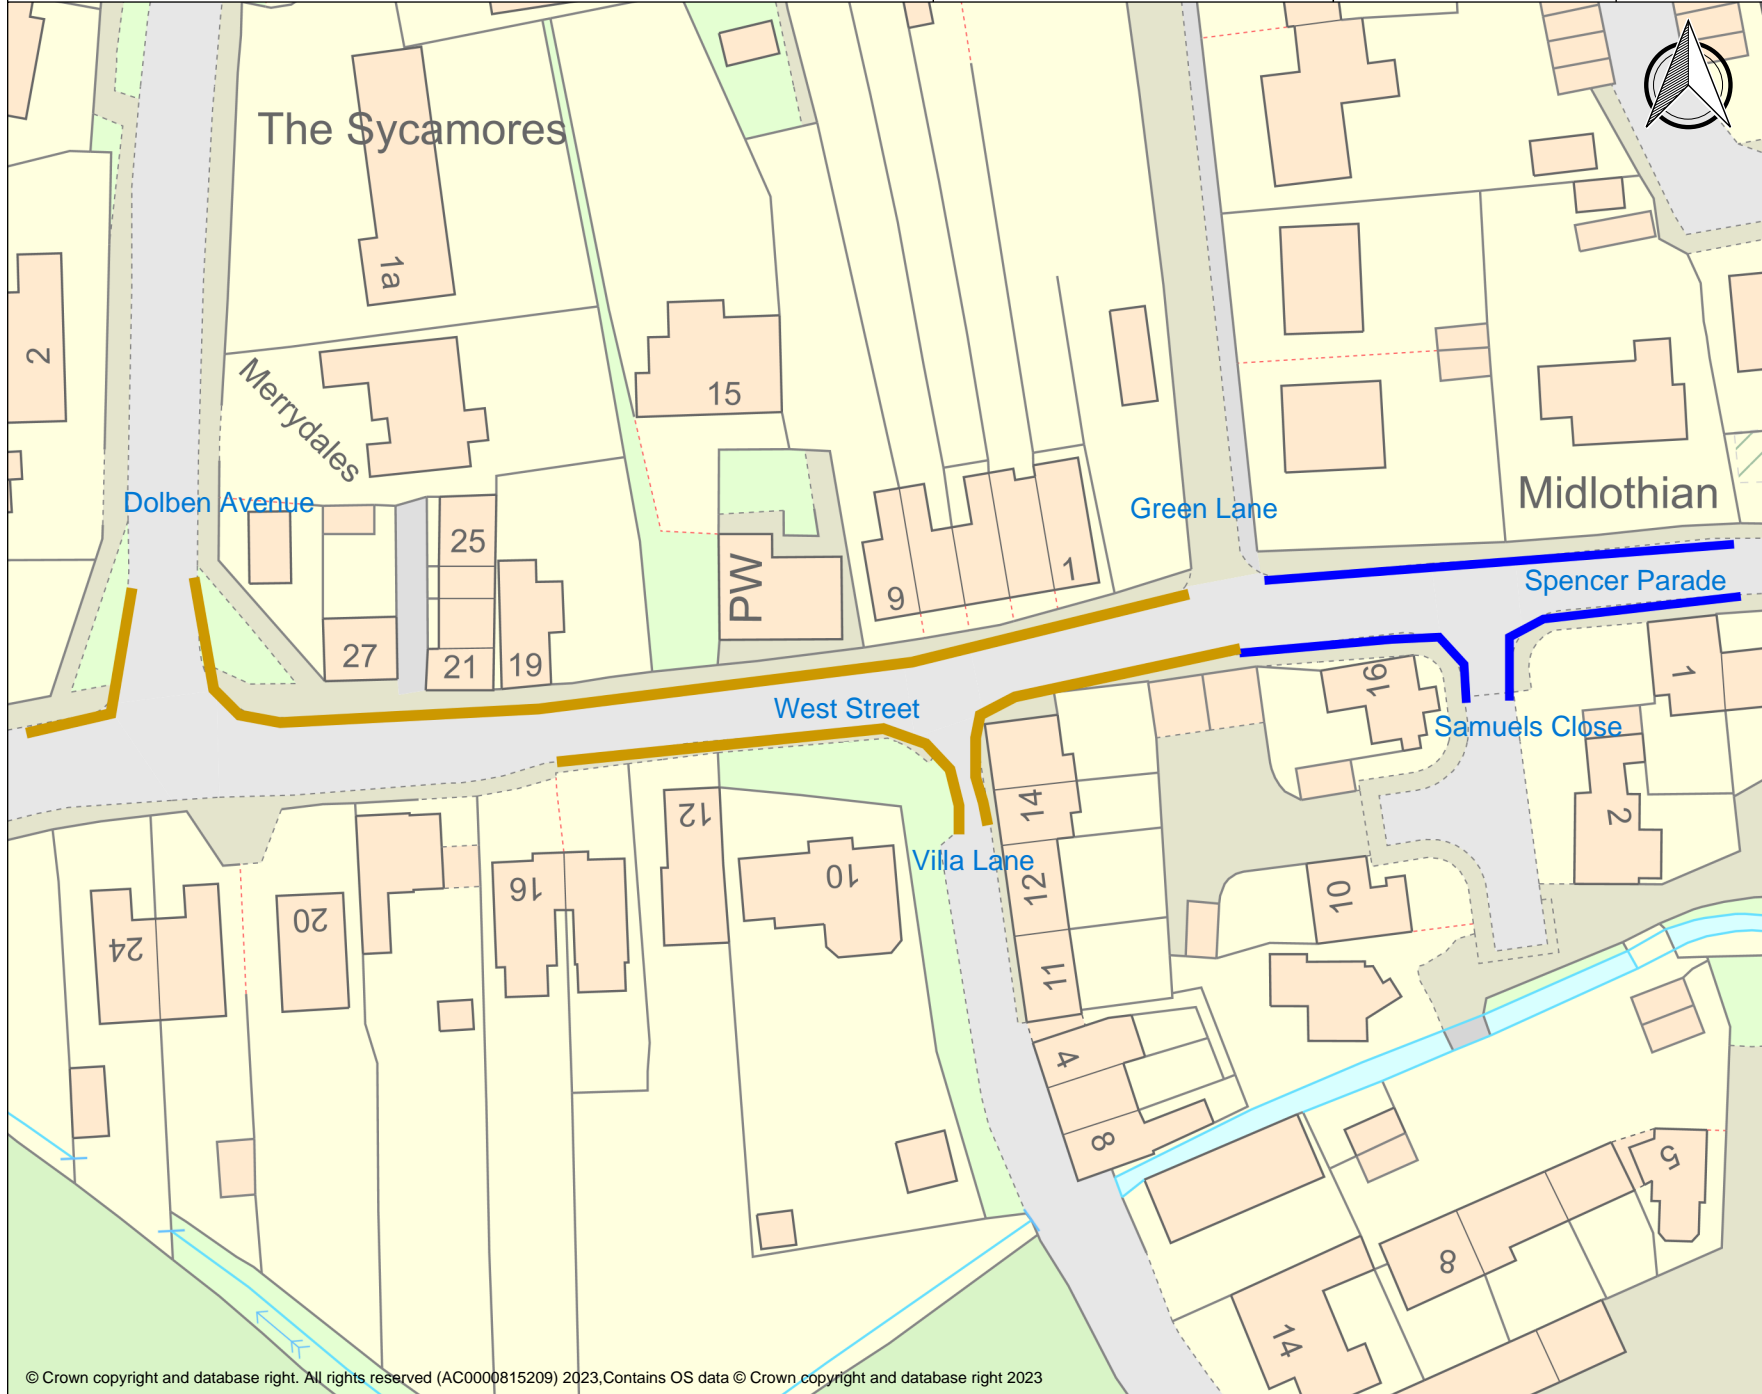 The Sycamores
1a
2
15
Merrydales
Midlothian
Dolben Avenue
Green Lane
25
PW
1
9
Spencer Parade
27
21
19
16
1
West Street
Samuels Close
12
14
2
Villa Lane
16
10
12
10
20
24
11
4
8
5
8
14
© Crown copyright and database right. All rights reserved (AC0000815209) 2023,Contains OS data © Crown copyright and database right 2023